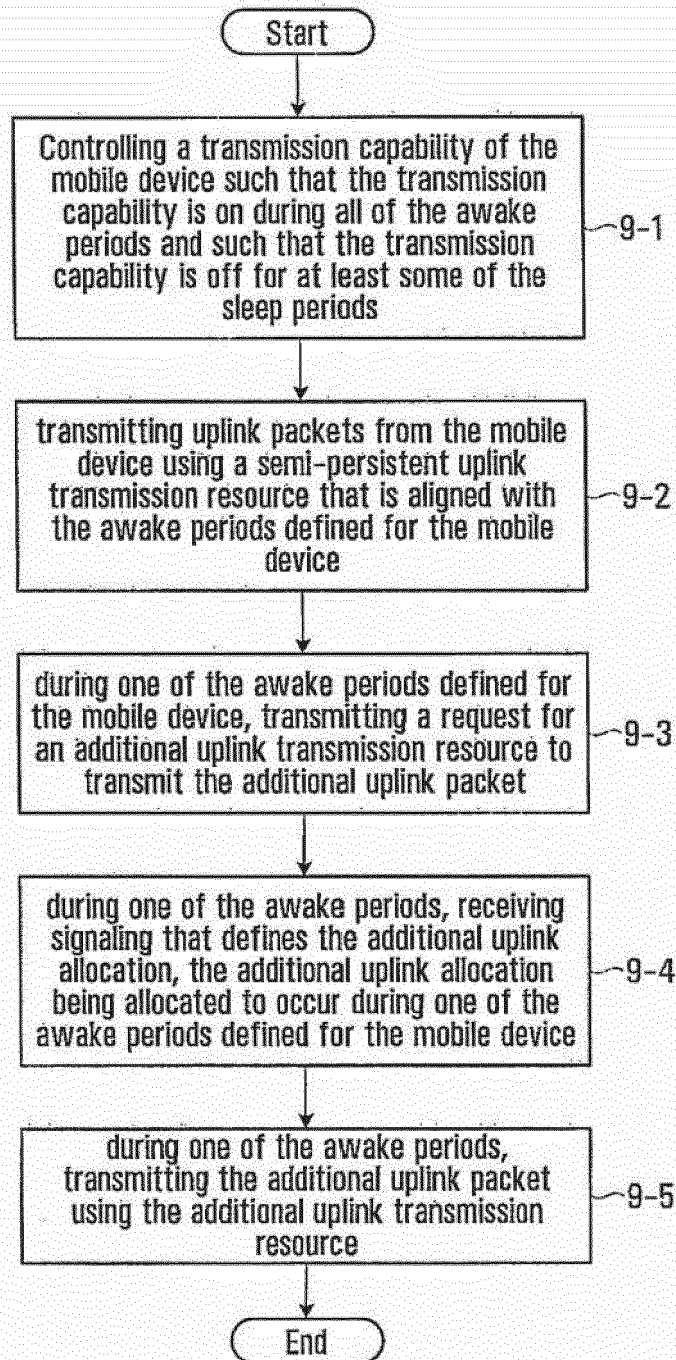 Start
Controlling a transmission capability of the
mobile device such that the transmission
capability is on during all of the awake
periods and such that the transmission
capability is off for at least some of the
sleep periods
9-1
transmitting uplink packets from the mobile
device using a semi-persistent uplink
transmission resource that is aligned with
the awake periods defined for the mobile
device
9-2
during one of the awake periods defined for
the mobile device, transmitting a request for
an additional uplink transmission resource to
transmit the additional uplink packet
9-3
during one of the awake periods, receiving
signaling that defines the additional uplink
allocation, the additional uplink allocation
being allocated to occur during one of the
awake periods defined for the mobile device
9-4
during one of the awake periods,
transmitting the additional uplink packet
using the additional uplink transmission
resource
9-5
End